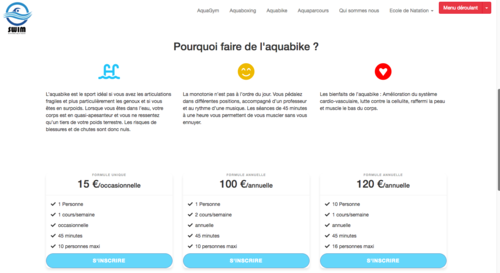 SWIM
AquaGym
Aquaboxing
Aquabike
Aquaparcours
Qui sommes nous
Ecole de Natation
Menu déroulant
Pourquoi faire de l'aquabike ?
L'aquabike est le sport idéal si vous avez les articulations
fragiles et plus particulièrement les genoux et si vous
êtes en surpoids. Lorsque vous êtes dans l'eau, votre
corps est en quasi-apesanteur et vous ne ressentez
qu'un tiers de votre poids terrestre. Les risques de
blessures et de chutes sont donc nuls.
La monotonie n'est pas à l'ordre du jour. Vous pédalez
dans différentes positions, accompagné d'un professeur
et au rythme d'une musique. Les séances de 45 minutes
à une heure vous permettent de vous muscler sans vous
ennuyer.
Les bienfaits de l'aquabike : Amélioration du système
cardio-vasculaire, lutte contre la cellulite, raffermi la peau
et muscle le bas du corps.
FORMULE UNIQUE
15 €/occasionnelle
1 Personne
1 cours/semaine
occasionnelle
45 minutes
10 personnes maxi
S'INSCRIRE
FORMULE ANNUELLE
100 €/annuelle
1 Personne
2 cours/semaine
annuelle
45 minutes
10 personnes maxi
S'INSCRIRE
FORMULE ANNUELLE
120 €/annuelle
10 Personne
1 cours/semaine
annuelle
45 minutes
16 personnes maxi
S'INSCRIRE